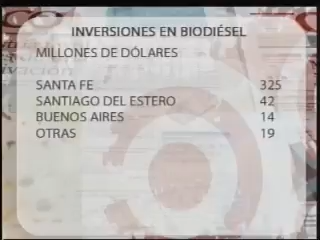 INVERSIONES EN BIODIÉSEL
MILLONES DE DÓLARES
SANTA FE 325
SANTIAGO DEL ESTERO 42
BUENOS AIRES 14
OTRAS 19